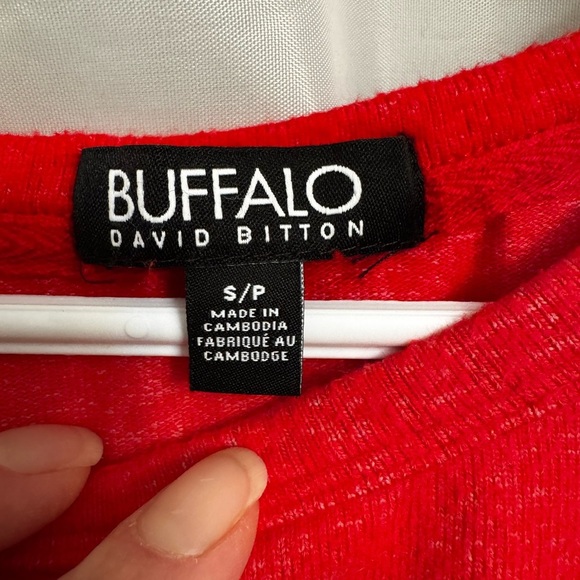 BUFFALO
DAVID BITTON
S/P
MADE IN
CAMBODIA
FABRIQUÉ AU
CAMBODGE